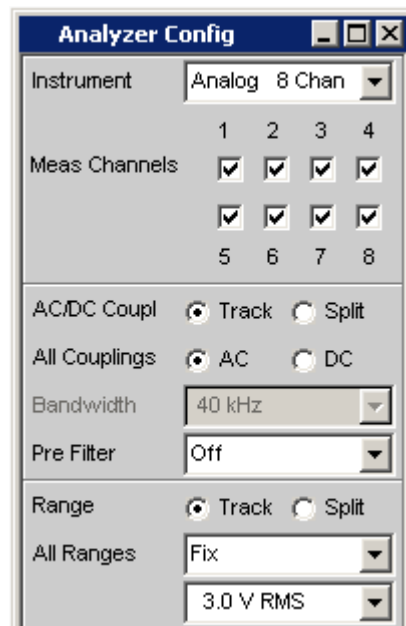 Analyzer Config
Instrument Analog 8 Chan
1 2 3 4
Meas Channels
5 6 7 8
AC/DC Coupl Track Split
All Couplings AC DC
Bandwidth 40 kHz
Pre Filter Off
Range Track Split
All Ranges Fix
3.0 V RMS